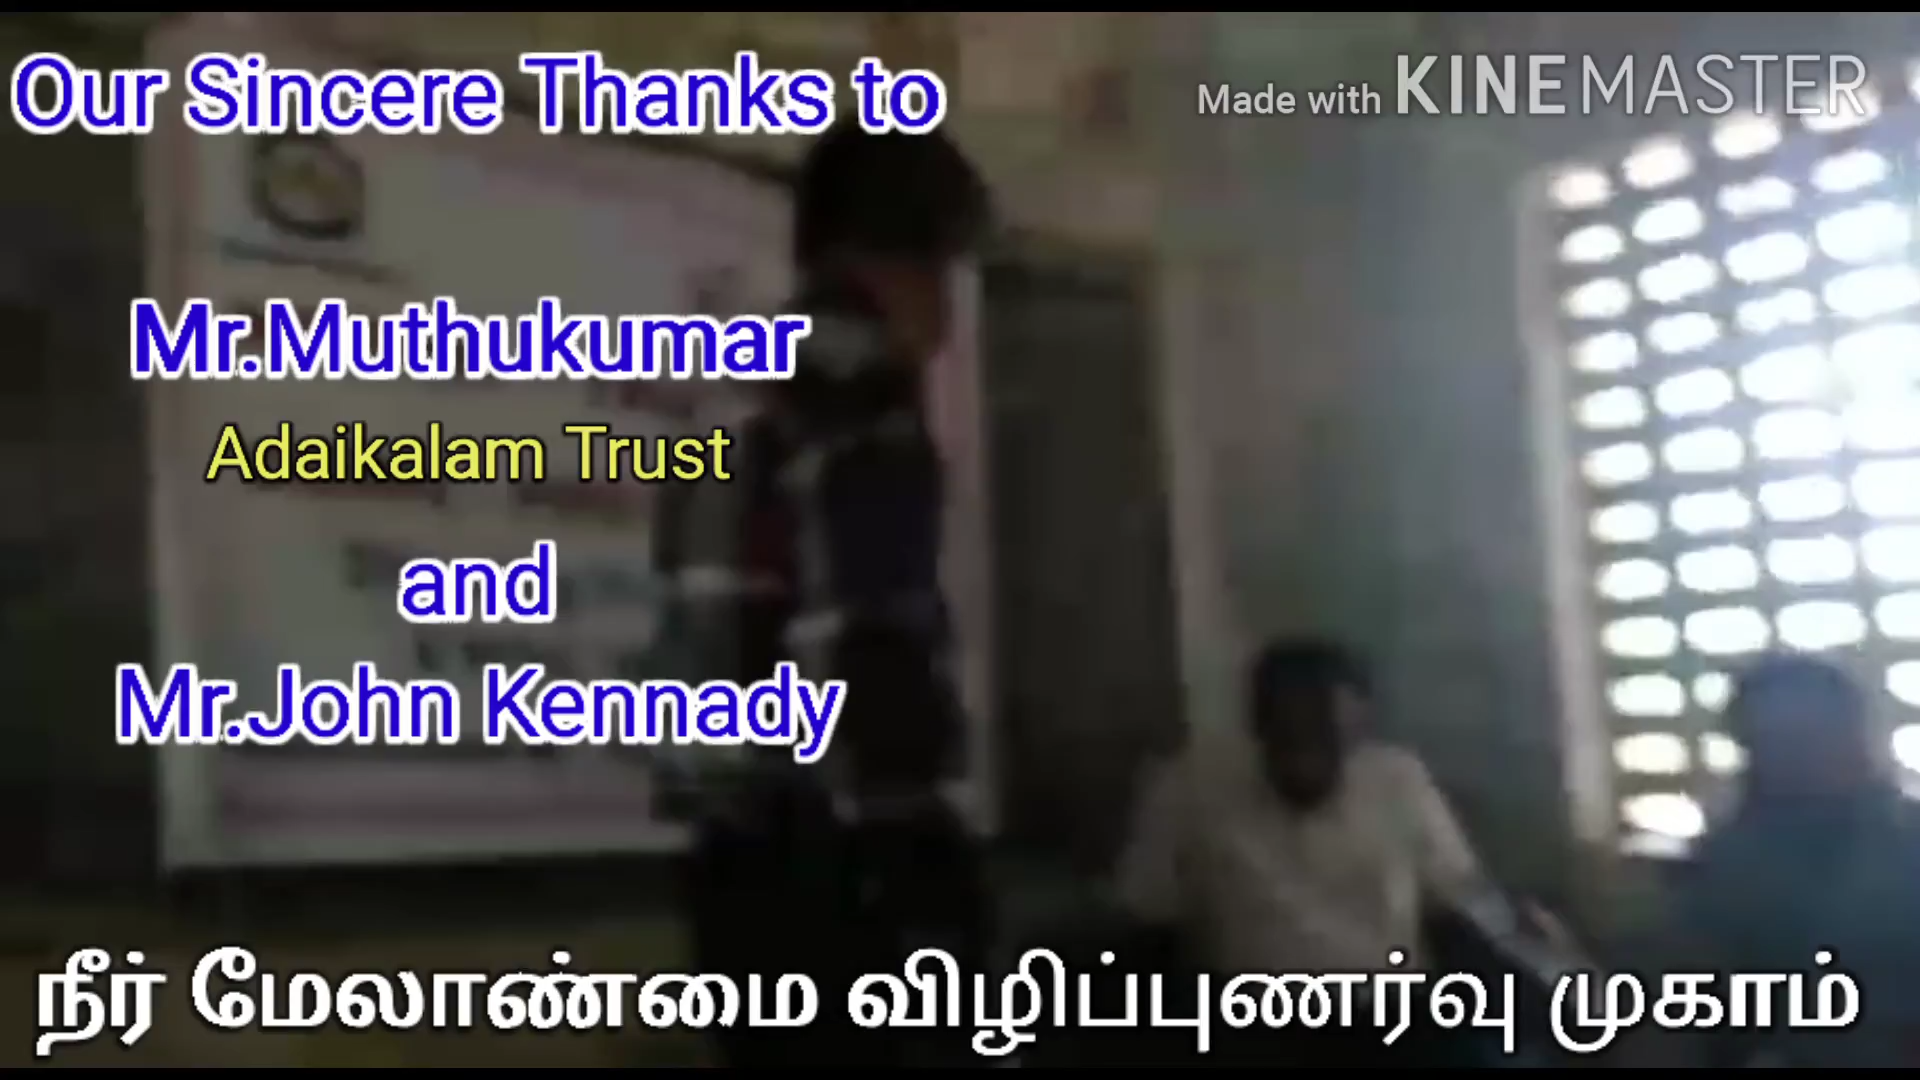 Our Sincere Thanks to
Made with KINEMASTER
Mr.Muthukumar
Adaikalam Trust
and
Mr.John Kennady
நீர் மேலாண்மை விழிப்புணர்வு முகாம்